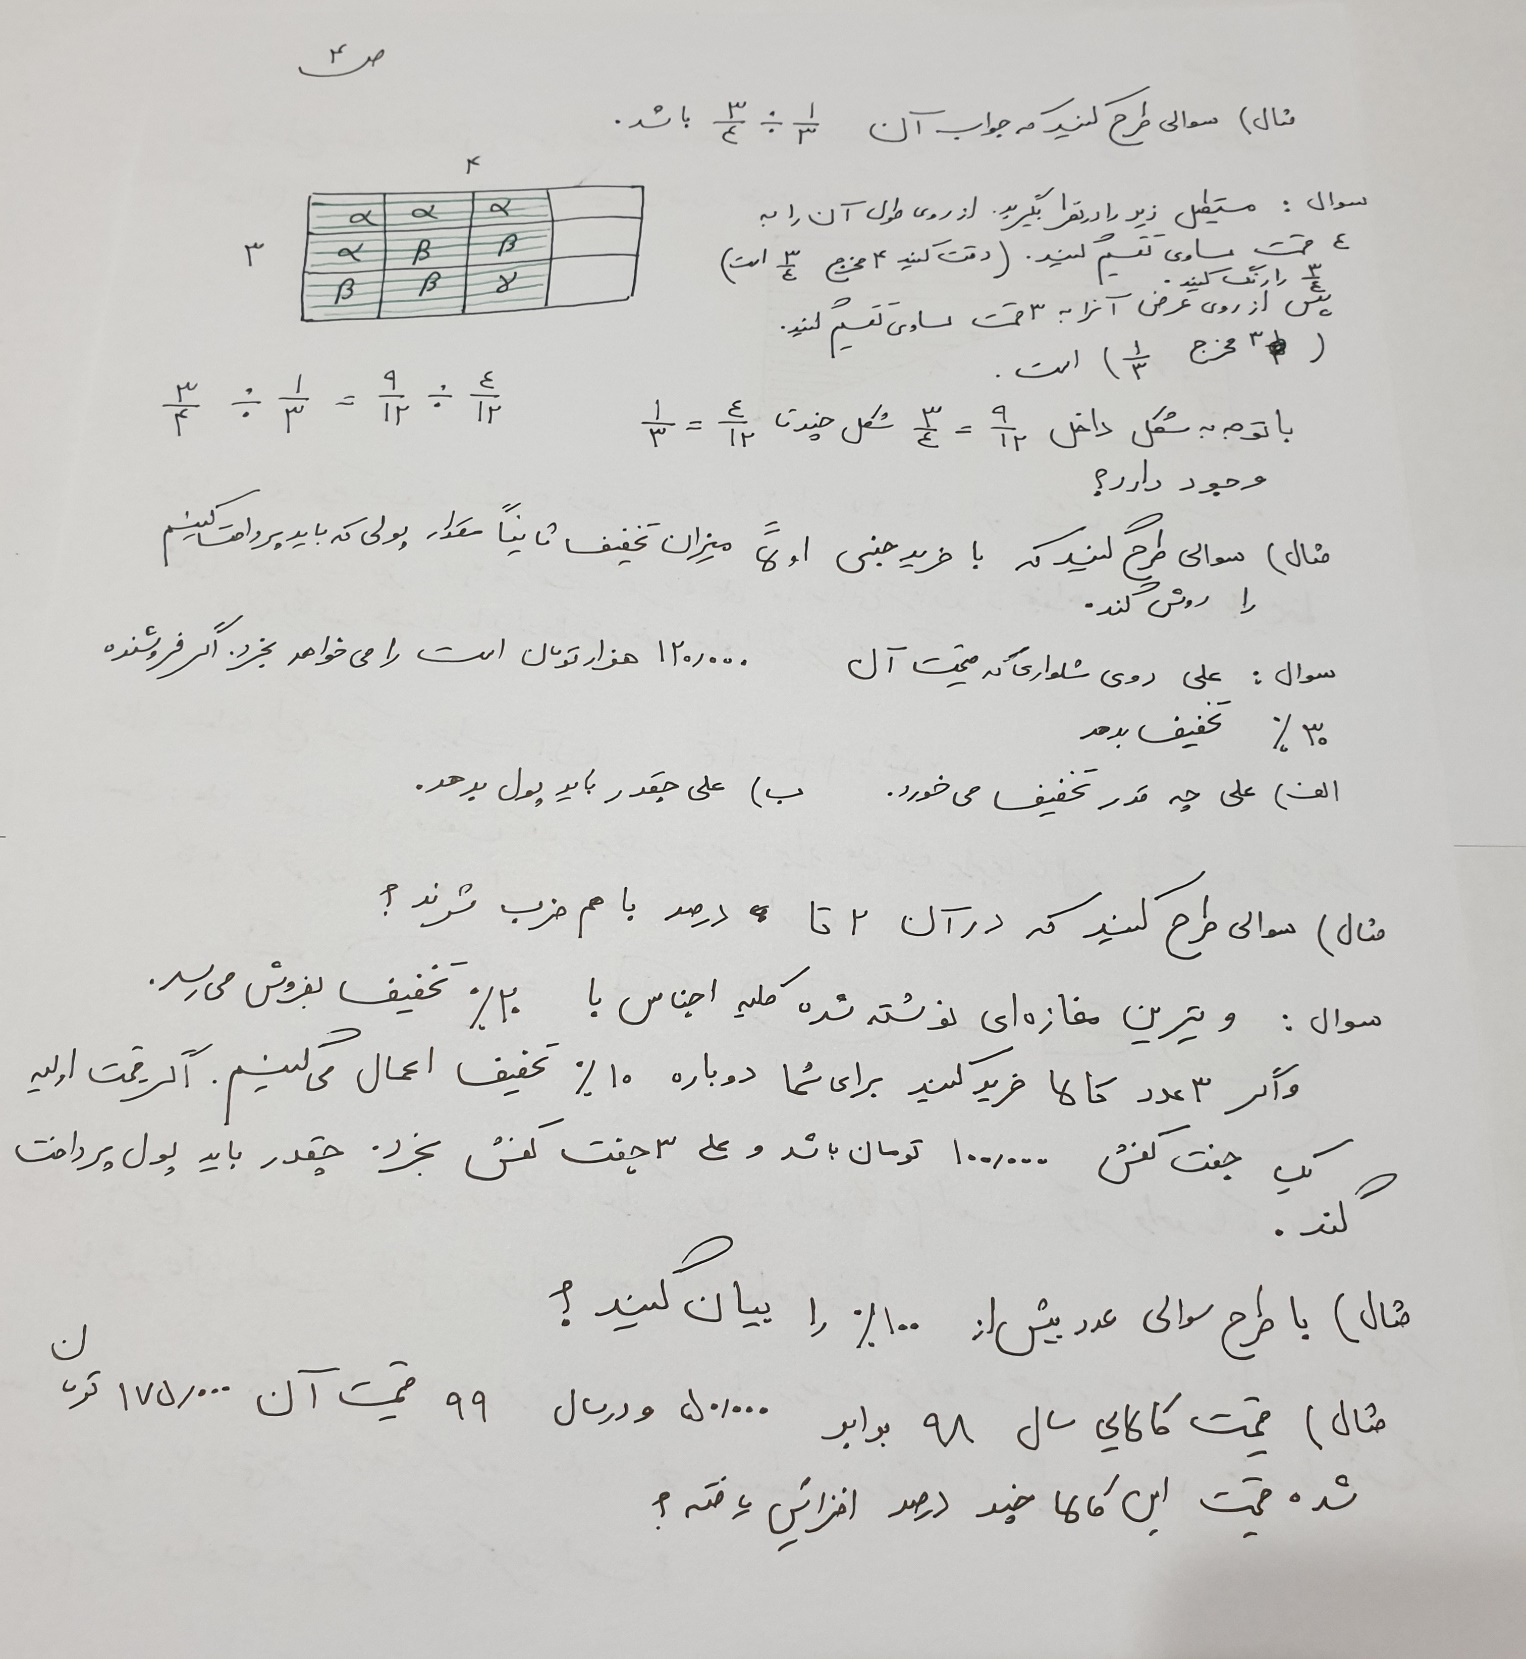 ص ۴
مثال) سوالی طرح کنید که جواب آن ۳/۴ ÷ ۱/۳ باشد.
سوال : مستطیل زیر را در نظر بگیرید. از روی طول آن را به
۴ قسمت مساوی تقسیم کنید. (دقت کنید ۴ مخرج ۳/۴ است)
۳/۴ را رنگ کنید.
پس از روی عرض آنرا به ۳ قسمت مساوی تقسیم کنید.
(۳ مخرج ۱/۳) است.
۴
۳
α α α
α β β
β β γ
۳/۴ ÷ ۱/۳ = ۹/۱۲ ÷ ۴/۱۲
با توجه به شکل داخل ۹/۱۲ = ۳/۴ شکل چندتا ۴/۱۲ = ۱/۳
وجود دارد؟
مثال) سوالی طرح کنید که با خرید جنسی اولاً میزان تخفیف ثانیاً مقدار پولی که باید پرداخت کنیم
را روشن کند.
سوال : علی روی شلواری که قیمت آن ۱۲۰/۰۰۰ هزار تومان است را می خواهد بخرد. اگر فروشنده
۳۰٪ تخفیف بدهد
الف) علی چه قدر تخفیف می خورد. ب) علی چقدر باید پول بدهد.
مثال) سوالی طرح کنید که در آن ۲ تا درصد با هم ضرب شوند؟
سوال : ویترین مغازه‌ای نوشته شده کلیه اجناس با ۲۰٪ تخفیف بفروش می رسد.
و اگر ۳ عدد کالا خرید کنید برای شما دوباره ۱۰٪ تخفیف اعمال می کنیم. اگر قیمت اولیه
یک جفت کفش ۱۰۰/۰۰۰ تومان باشد و علی ۳ جفت کفش بخرد. چقدر باید پول پرداخت
کند.
مثال) با طرح سوالی عدد بیش از ۱۰۰٪ را بیان کنید؟
مثال) قیمت کالایی سال ۹۸ برابر ۵۰/۰۰۰ و در سال ۹۹ قیمت آن ۱۷۵/۰۰۰ تومان
شده قیمت این کالا چند درصد افزایش یافته؟